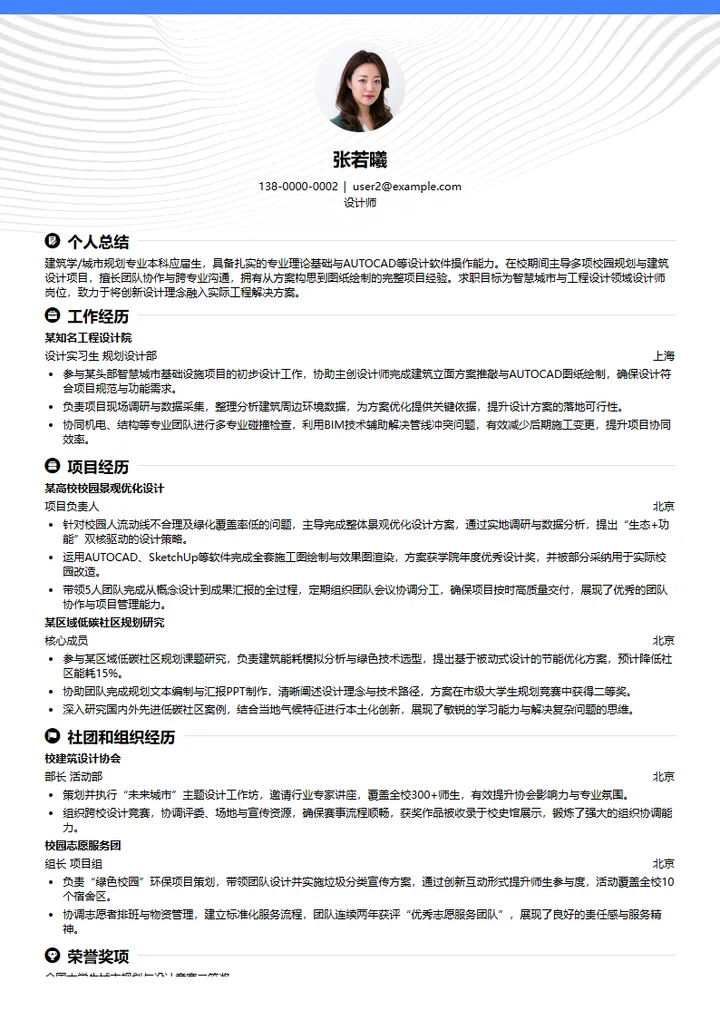 张若曦
138-0000-0002 | user2@example.com
设计师
个人总结
建筑学/城市规划专业本科应届生，具备扎实的专业理论基础与AUTOCAD等设计软件操作能力。在校期间主导多项校园规划与建筑
设计项目，擅长团队协作与跨专业沟通，拥有从方案构思到图纸绘制的完整项目经验。求职目标为智慧城市与工程设计领域设计师
岗位，致力于将创新设计理念融入实际工程解决方案。
工作经历
某知名工程设计院
设计实习生 规划设计部 上海
• 参与某头部智慧城市基础设施项目的初步设计工作，协助主创设计师完成建筑立面方案推敲与AUTOCAD图纸绘制，确保设计符
合项目规范与功能需求。
• 负责项目现场调研与数据采集，整理分析建筑周边环境数据，为方案优化提供关键依据，提升设计方案的落地可行性。
• 协同机电、结构等专业团队进行多专业碰撞检查，利用BIM技术辅助解决管线冲突问题，有效减少后期施工变更，提升项目协同
效率。
项目经历
某高校校园景观优化设计
项目负责人 北京
• 针对校园人流动线不合理及绿化覆盖率低的问题，主导完成整体景观优化设计方案，通过实地调研与数据分析，提出“生态+功
能”双核驱动的设计策略。
• 运用AUTOCAD、SketchUp等软件完成全套施工图绘制与效果图渲染，方案获学院年度优秀设计奖，并被部分采纳用于实际校
园改造。
• 带领5人团队完成从概念设计到成果汇报的全过程，定期组织团队会议协调分工，确保项目按时高质量交付，展现了优秀的团队
协作与项目管理能力。
某区域低碳社区规划研究
核心成员 北京
• 参与某区域低碳社区规划课题研究，负责建筑能耗模拟分析与绿色技术选型，提出基于被动式设计的节能优化方案，预计降低社
区能耗15%。
• 协助团队完成规划文本编制与汇报PPT制作，清晰阐述设计理念与技术路径，方案在市级大学生规划竞赛中获得二等奖。
• 深入研究国内外先进低碳社区案例，结合当地气候特征进行本土化创新，展现了敏锐的学习能力与解决复杂问题的思维。
社团和组织经历
校建筑设计协会
部长 活动部 北京
• 策划并执行“未来城市”主题设计工作坊，邀请行业专家讲座，覆盖全校300+师生，有效提升协会影响力与专业氛围。
• 组织跨校设计竞赛，协调评委、场地与宣传资源，确保赛事流程顺畅，获奖作品被收录于校史馆展示，锻炼了强大的组织协调能
力。
校园志愿服务团
组长 项目组 北京
• 负责“绿色校园”环保项目策划，带领团队设计并实施垃圾分类宣传方案，通过创新互动形式提升师生参与度，活动覆盖全校10
个宿舍区。
• 协调志愿者排班与物资管理，建立标准化服务流程，团队连续两年获评“优秀志愿服务团队”，展现了良好的责任感与服务精
神。
荣誉奖项